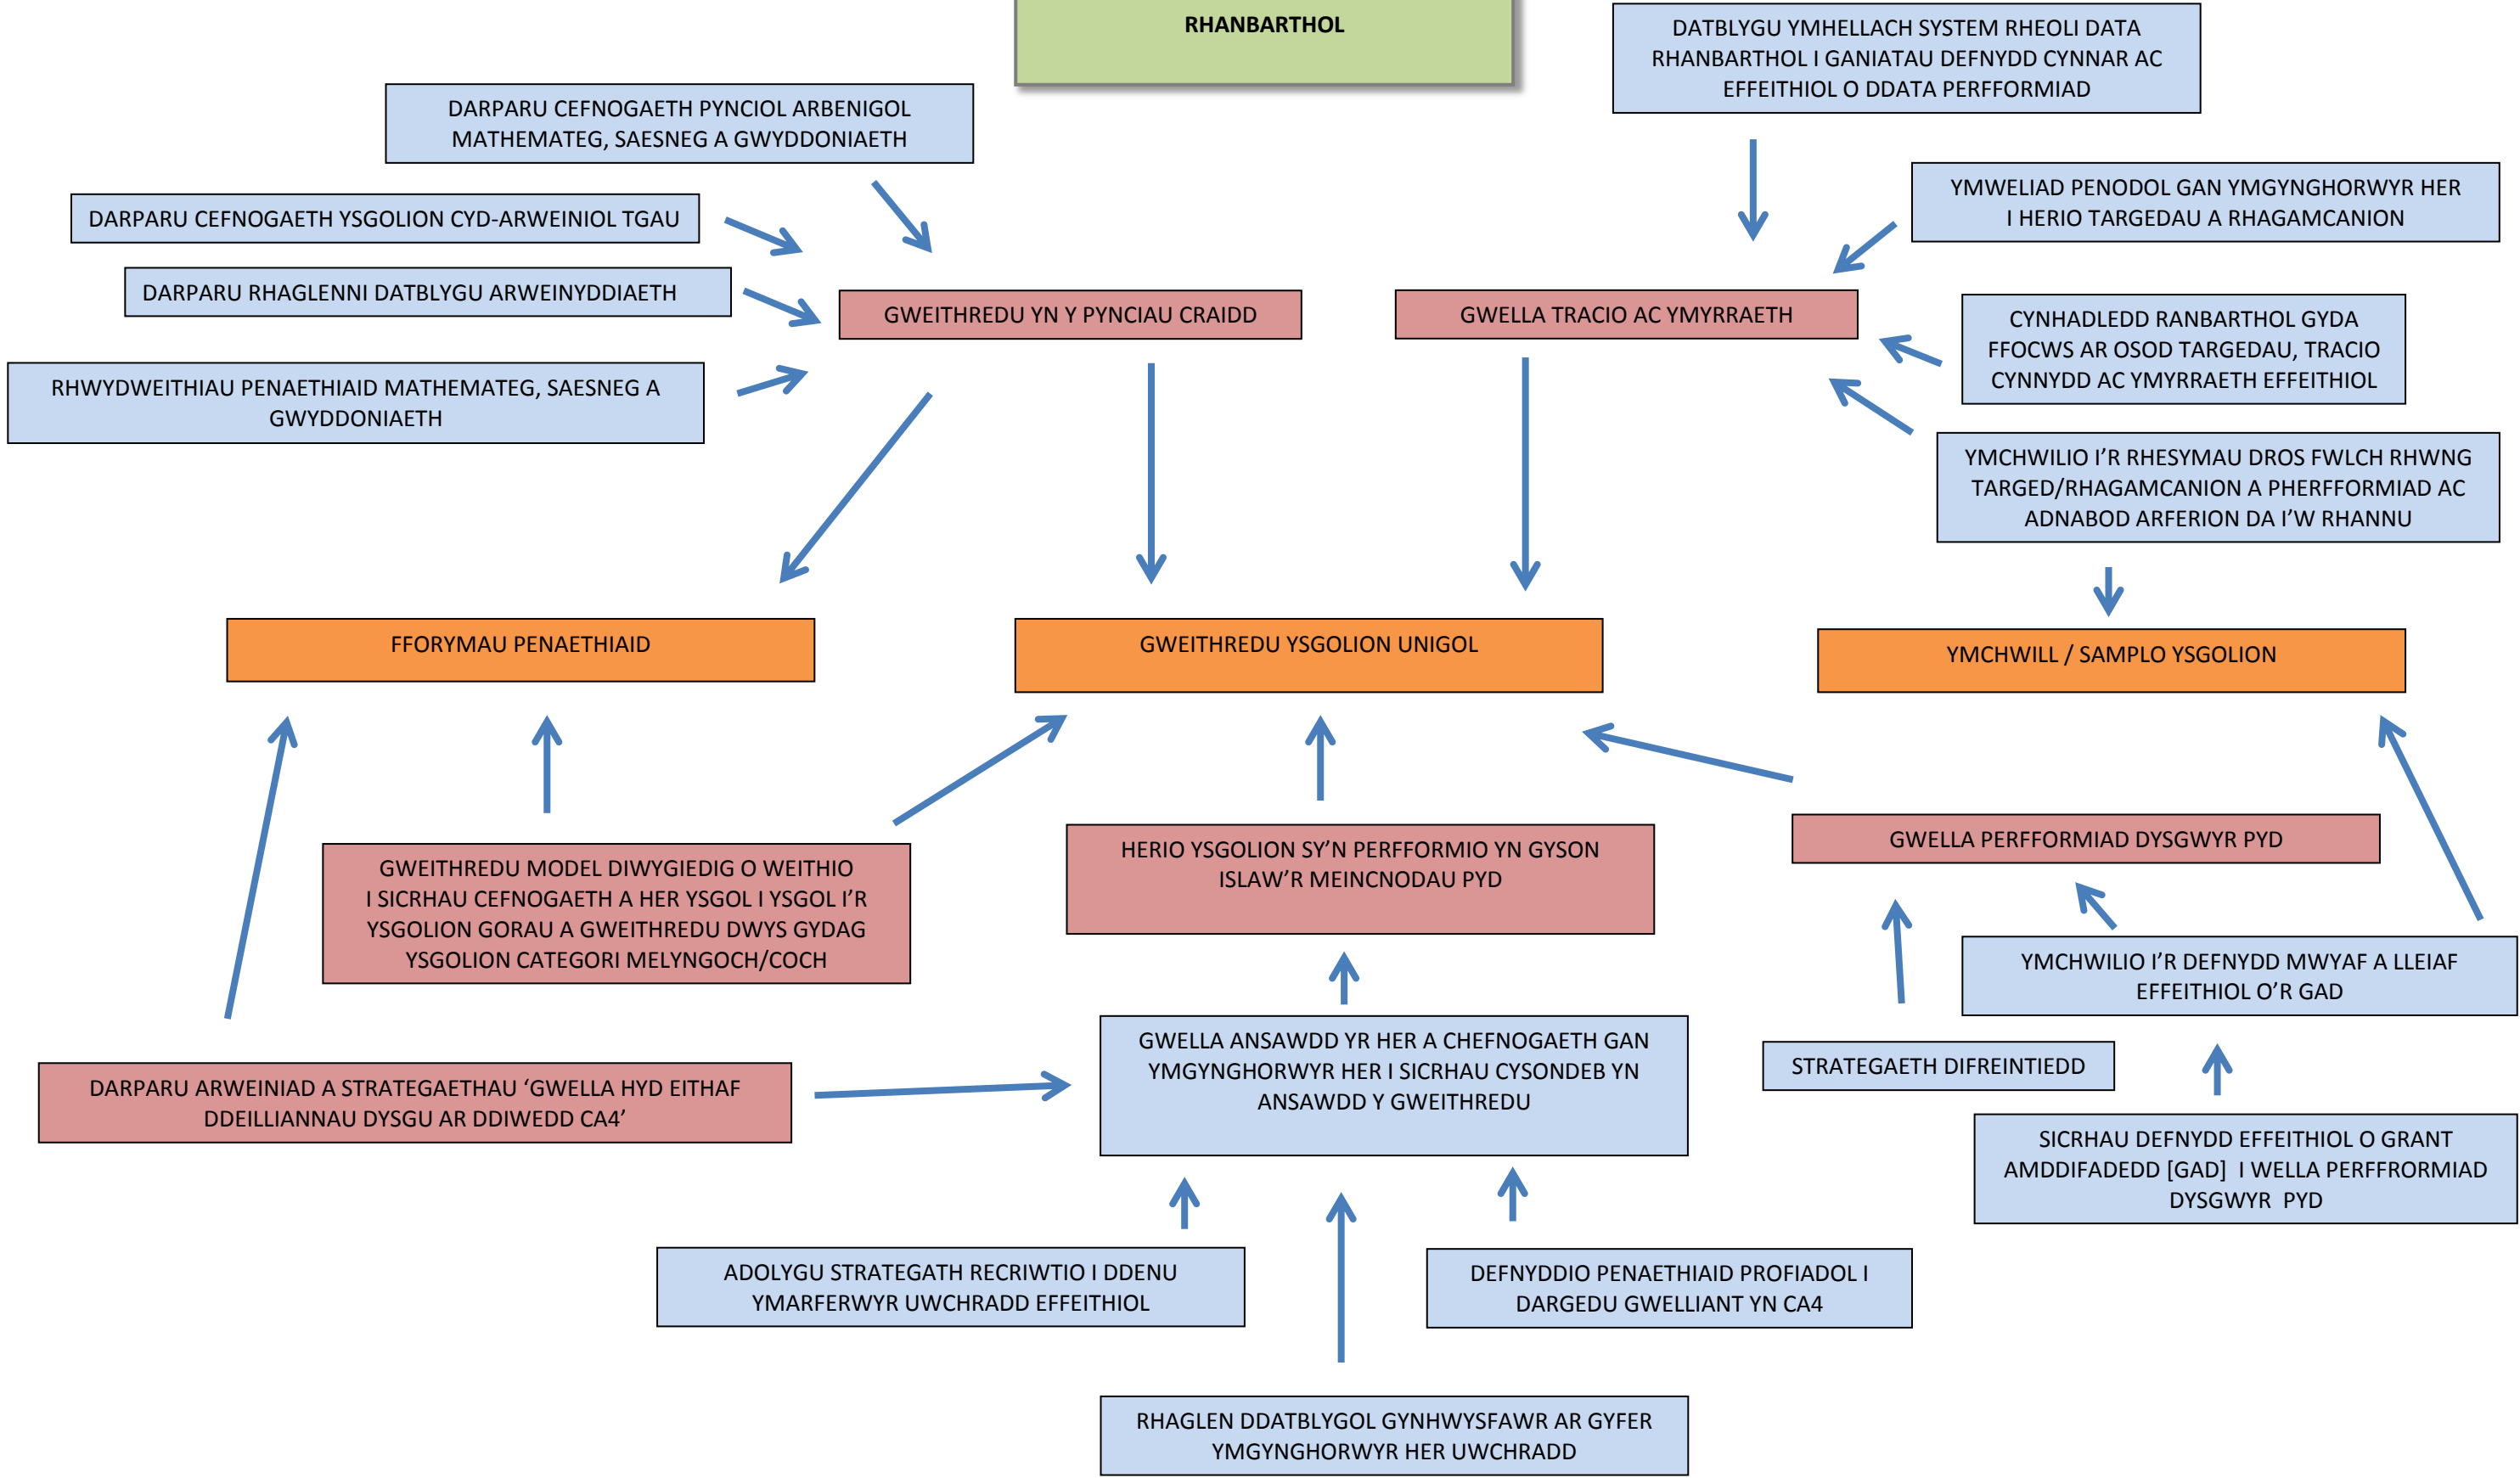 RHANBARTHOL
DATBLYGU YMHELLACH SYSTEM RHEOLI DATA
RHANBARTHOL I GANIATAU DEFNYDD CYNNAR AC
EFFEITHIOL O DDATA PERFFORMIAD
DARPARU CEFNOGAETH PYNCIOL ARBENIGOL
MATHEMATEG, SAESNEG A GWYDDONIAETH
YMWELIAD PENODOL GAN YMGYNGHORWYR HER
I HERIO TARGEDAU A RHAGAMCANION
DARPARU CEFNOGAETH YSGOLION CYD-ARWEINIOL TGAU
DARPARU RHAGLENNI DATBLYGU ARWEINYDDIAETH
GWEITHREDU YN Y PYNCIAU CRAIDD
GWELLA TRACIO AC YMYRRAETH
CYNHADLEDD RANBARTHOL GYDA
FFOCWS AR OSOD TARGEDAU, TRACIO
CYNNYDD AC YMYRRAETH EFFEITHIOL
RHWYDWEITHIAU PENAETHIAID MATHEMATEG, SAESNEG A
GWYDDONIAETH
YMCHWILIO I’R RHESYMAU DROS FWLCH RHWNG
TARGED/RHAGAMCANION A PHERFFORMIAD AC
ADNABOD ARFERION DA I’W RHANNU
FFORYMAU PENAETHIAID
GWEITHREDU YSGOLION UNIGOL
YMCHWILL / SAMPLO YSGOLION
GWEITHREDU MODEL DIWYGIEDIG O WEITHIO
I SICRHAU CEFNOGAETH A HER YSGOL I YSGOL I’R
YSGOLION GORAU A GWEITHREDU DWYS GYDAG
YSGOLION CATEGORI MELYNGOCH/COCH
HERIO YSGOLION SY’N PERFFORMIO YN GYSON
ISLAW’R MEINCNODAU PYD
GWELLA PERFFORMIAD DYSGWYR PYD
YMCHWILIO I’R DEFNYDD MWYAF A LLEIAF
EFFEITHIOL O’R GAD
GWELLA ANSAWDD YR HER A CHEFNOGAETH GAN
YMGYNGHORWYR HER I SICRHAU CYSONDEB YN
ANSAWDD Y GWEITHREDU
STRATEGAETH DIFREINTIEDD
DARPARU ARWEINIAD A STRATEGAETHAU ‘GWELLA HYD EITHAF
DDEILLIANNAU DYSGU AR DDIWEDD CA4’
SICRHAU DEFNYDD EFFEITHIOL O GRANT
AMDDIFADEDD [GAD] I WELLA PERFFRORMIAD
DYSGWYR PYD
ADOLYGU STRATEGATH RECRIWTIO I DDENU
YMARFERWYR UWCHRADD EFFEITHIOL
DEFNYDDIO PENAETHIAID PROFIADOL I
DARGEDU GWELLIANT YN CA4
RHAGLEN DDATBLYGOL GYNHWYSFAWR AR GYFER
YMGYNGHORWYR HER UWCHRADD